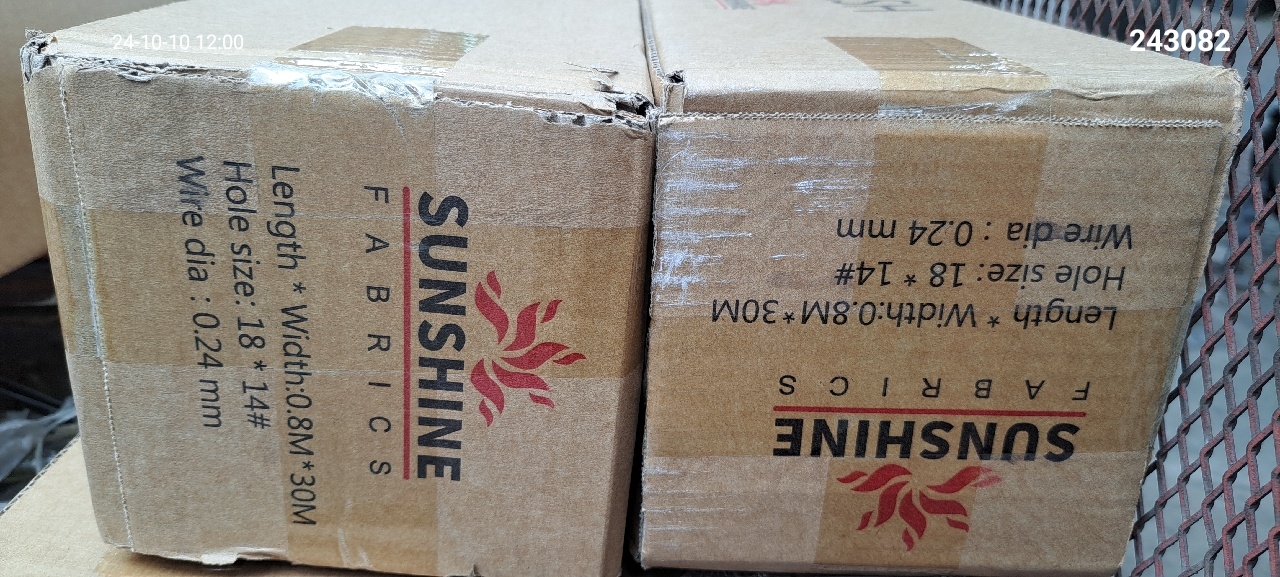 24-10-10 12:00
243082
SUNSHINE
FABRICS
Length * Width:0.8M*30M
Hole size: 18 * 14#
Wire dia : 0.24 mm
SUNSHINE
FABRICS
Length * Width:0.8M*30M
Hole size: 18 * 14#
Wire dia : 0.24 mm